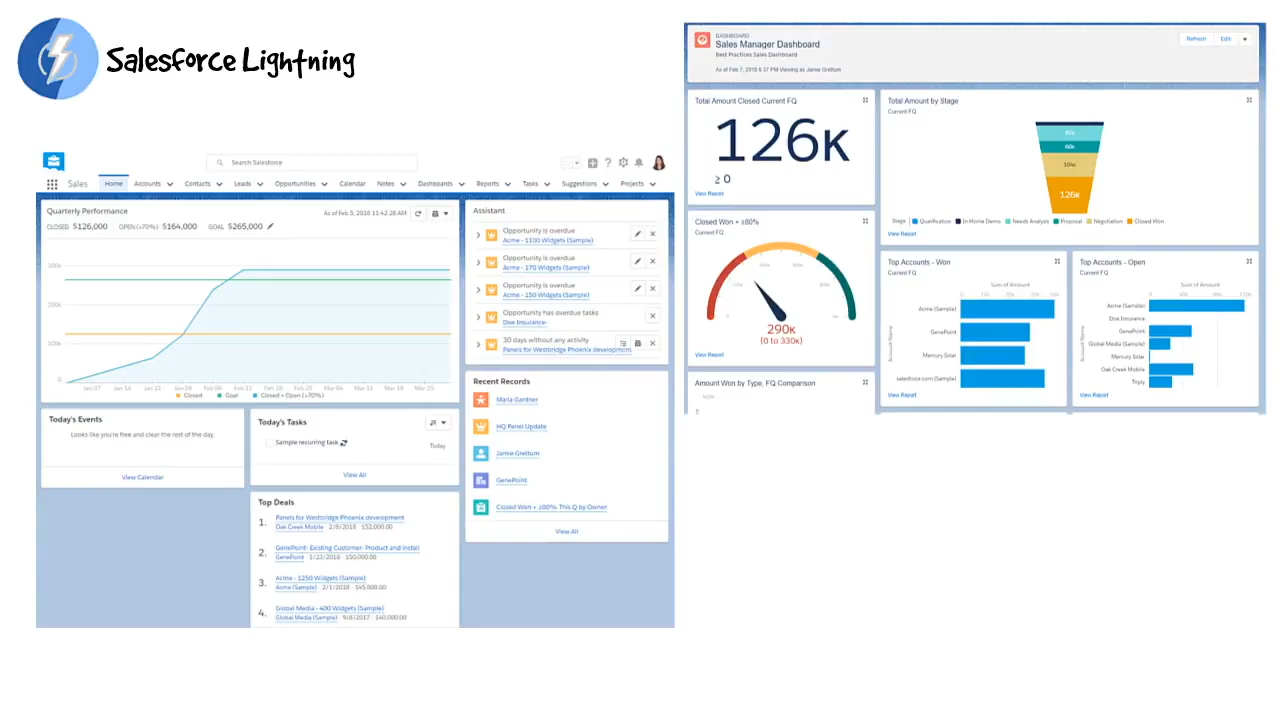 Salesforce Lightning
Search Salesforce
Sales Home Accounts Contacts Leads Opportunities Calendar Notes Dashboards Reports Tasks Suggestions Projects
Quarterly Performance
As of Feb 5, 2018 11:42:28 AM
CLOSED $126,000 OPEN (>70%) $164,000 GOAL $265,000
300k
200k
100k
0
Jan 07 Jan 16 Jan 21 Jan 28 Feb 06 Feb 11 Feb 18 Feb 25 Mar 06 Mar 11 Mar 18 Mar 25
Closed Goal Closed + Open (>70%)
Today's Events
Looks like you're free and clear the rest of the day.
View Calendar
Today's Tasks
Sample recurring task
Today
View All
Top Deals
1. Panels for Westbridge Phoenix development
Oak Creek Mobile · 2/9/2018 · $52,000.00
2. GenePoint- Existing Customer- Product and Install
GenePoint · 1/23/2018 · $50,000.00
3. Acme - 1250 Widgets (Sample)
Acme (Sample) · 2/1/2018 · $45,000.00
4. Global Media - 400 Widgets (Sample)
Global Media (Sample) · 9/8/2017 · $40,000.00
Assistant
Opportunity is overdue
Acme - 1100 Widgets (Sample)
Opportunity is overdue
Acme - 170 Widgets (Sample)
Opportunity is overdue
Acme - 150 Widgets (Sample)
Opportunity has overdue tasks
Doe Insurance-
30 days without any activity
Panels for Westbridge Phoenix development
Recent Records
Maria Gardner
HQ Panel Update
Jamie Grellum
GenePoint
Closed Won + ≥80% This Q by Owner
View All
DASHBOARD
Sales Manager Dashboard
Best Practices Sales Dashboard
As of Feb 7, 2018 6:37 PM Viewing as Jamie Grellum
Refresh Edit
Total Amount Closed Current FQ
126K
≥ 0
View Report
Total Amount by Stage
Current FQ
60k
104k
126K
Stage Qualification In Home Demo Needs Analysis Proposal Negotiation Closed Won
View Report
Closed Won + ≥80%
Current FQ
0
290K
(0 to 330k)
View Report
Top Accounts - Won
Current FQ
Sum of Amount
Account Name
Acme (Sample)
GenePoint
Mercury Solar
salesforce.com (Sample)
View Report
Top Accounts - Open
Current FQ
Sum of Amount
Account Name
Acme (Sample)
Doe Insurance
GenePoint
Global Media (Sample)
Mercury Solar
Oak Creek Mobile
View Report
Amount Won by Type, FQ Comparison